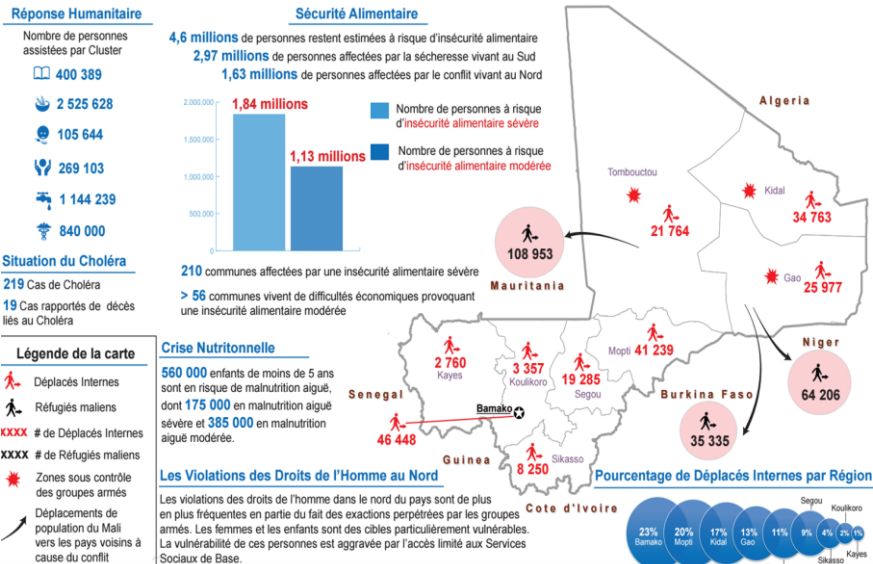 Réponse Humanitaire
Nombre de personnes
assistées par Cluster
400 389
2 525 628
105 644
269 103
1 144 239
840 000
Situation du Choléra
219 Cas de Choléra
19 Cas rapportés de décès
liés au Choléra
Légende de la carte
Déplacés Internes
Réfugiés maliens
XXXX # de Déplacés Internes
XXXX # de Réfugiés maliens
Zones sous contrôle
des groupes armés
Déplacements de
population du Mali
vers les pays voisins à
cause du conflit
Sécurité Alimentaire
4,6 millions de personnes restent estimées à risque d'insécurité alimentaire
2,97 millions de personnes affectées par la sécheresse vivant au Sud
1,63 millions de personnes affectées par le conflit vivant au Nord
2,000,000
1,500,000
1,000,000
500,000
0
1,84 millions
1,13 millions
Nombre de personnes à risque
d'insécurité alimentaire sévère
Nombre de personnes à risque
d'insécurité alimentaire modérée
210 communes affectées par une insécurité alimentaire sévère
> 56 communes vivent de difficultés économiques provoquant
une insécurité alimentaire modérée
Crise Nutritonnelle
560 000 enfants de moins de 5 ans
sont en risque de malnutrition aiguë,
dont 175 000 en malnutrition aiguë
sévère et 385 000 en malnutrition
aiguë modérée.
Les Violations des Droits de l'Homme au Nord
Les violations des droits de l'homme dans le nord du pays sont de plus
en plus fréquentes en partie du fait des exactions perpétrées par les groupes
armés. Les femmes et les enfants sont des cibles particulièrement vulnérables.
La vulnérabilité de ces personnes est aggravée par l'accès limité aux Services
Sociaux de Base.
Algeria
Tombouctou
21 764
Kidal
34 763
Gao
25 977
108 953
Mauritania
Niger
64 206
Burkina Faso
35 335
Mopti 41 239
2 760
Kayes
3 357
Koulikoro
19 285
Segou
Bamako
Senegal
46 448
Guinea
8 250
Sikasso
Cote d'Ivoire
Pourcentage de Déplacés Internes par Région
23%
Bamako
20%
Mopti
17%
Kidal
13%
Gao
11%
9%
Segou
4%
Sikasso
2%
Koulikoro
1%
Kayes